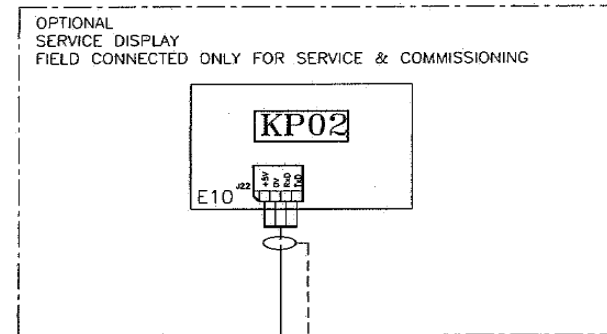 OPTIONAL
SERVICE DISPLAY
FIELD CONNECTED ONLY FOR SERVICE & COMMISSIONING
KP02
J22
+5V
0V
RxD
TxD
E10